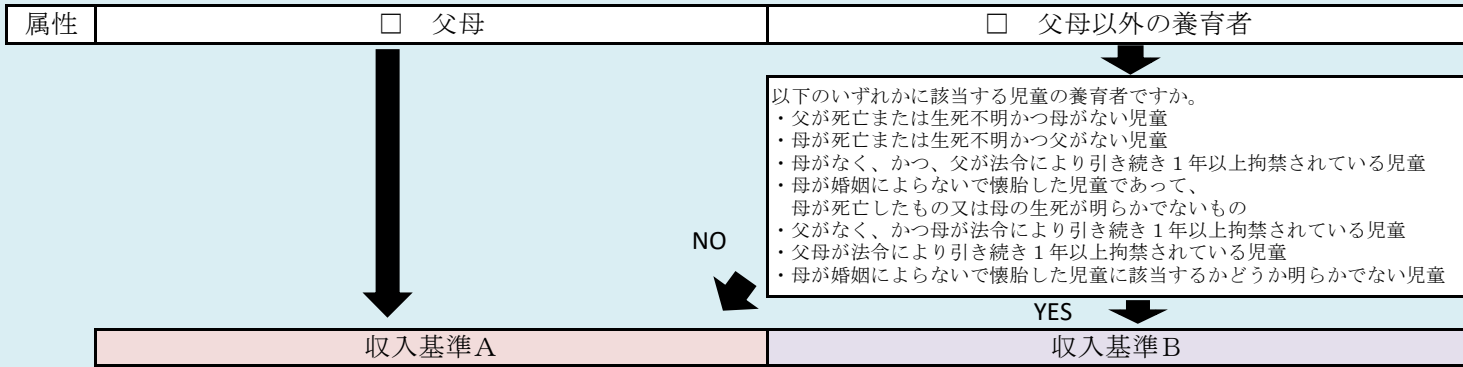 属性 □ 父母 □ 父母以外の養育者
以下のいずれかに該当する児童の養育者ですか。
・父が死亡または生死不明かつ母がない児童
・母が死亡または生死不明かつ父がない児童
・母がなく、かつ、父が法令により引き続き１年以上拘禁されている児童
・母が婚姻によらないで懐胎した児童であって、
母が死亡したもの又は母の生死が明らかでないもの
・父がなく、かつ母が法令により引き続き１年以上拘禁されている児童
・父母が法令により引き続き１年以上拘禁されている児童
・母が婚姻によらないで懐胎した児童に該当するかどうか明らかでない児童
NO
YES
収入基準Ａ 収入基準Ｂ